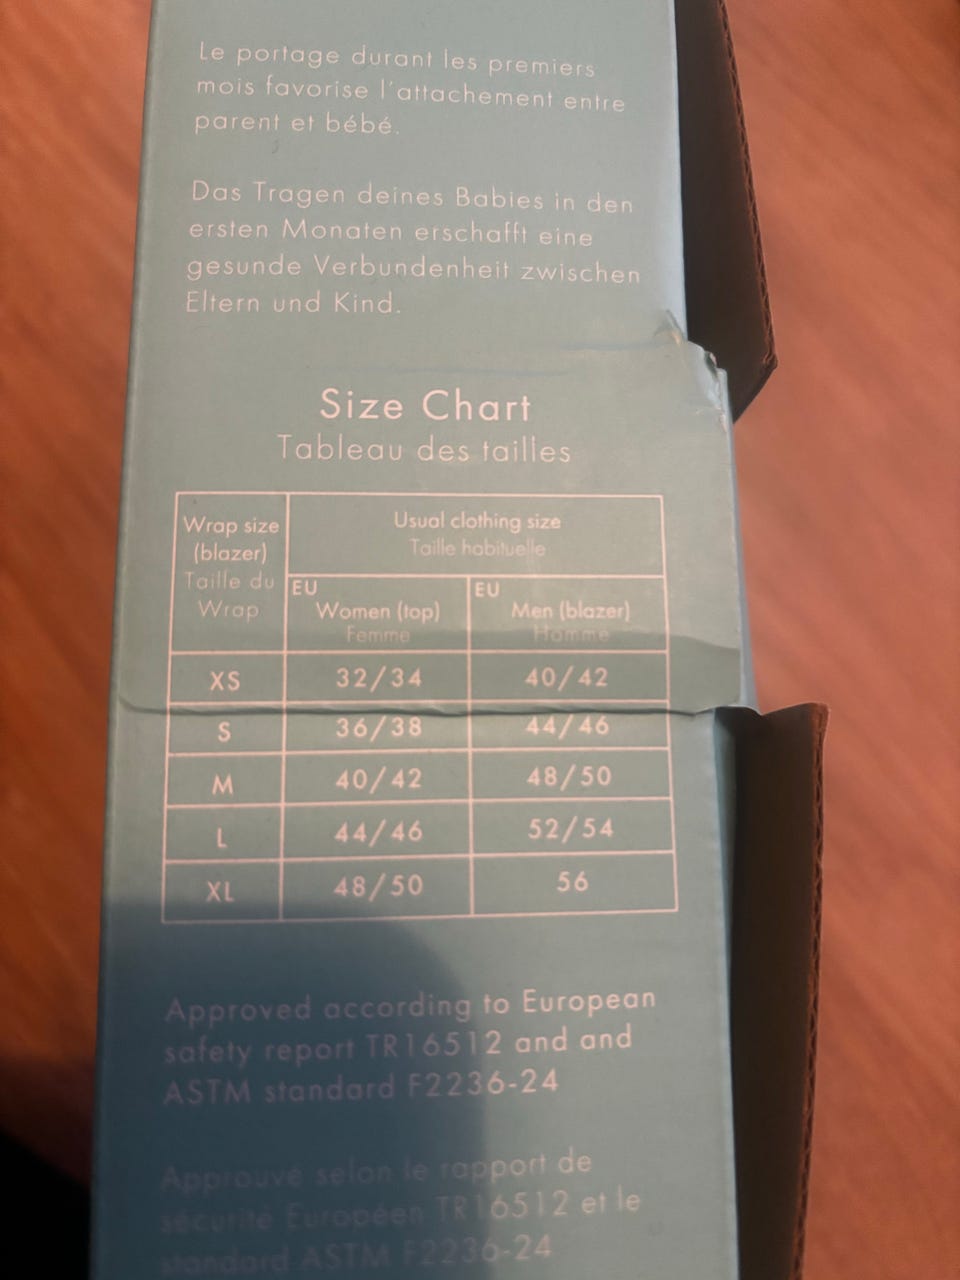 Le portage durant les premiers
mois favorise l'attachement entre
parent et bébé.
Das Tragen deines Babies in den
ersten Monaten erschafft eine
gesunde Verbundenheit zwischen
Eltern und Kind.
Size Chart
Tableau des tailles
Wrap size
(blazer)
Taille du
Wrap
Usual clothing size
Taille habituelle
EU
Women (top)
Femme
EU
Men (blazer)
Homme
XS 32/34 40/42
S 36/38 44/46
M 40/42 48/50
L 44/46 52/54
XL 48/50 56
Approved according to European
safety report TR16512 and and
ASTM standard F2236-24
Approuvé selon le rapport de
sécurité Européen TR16512 et le
standard ASTM F2236-24